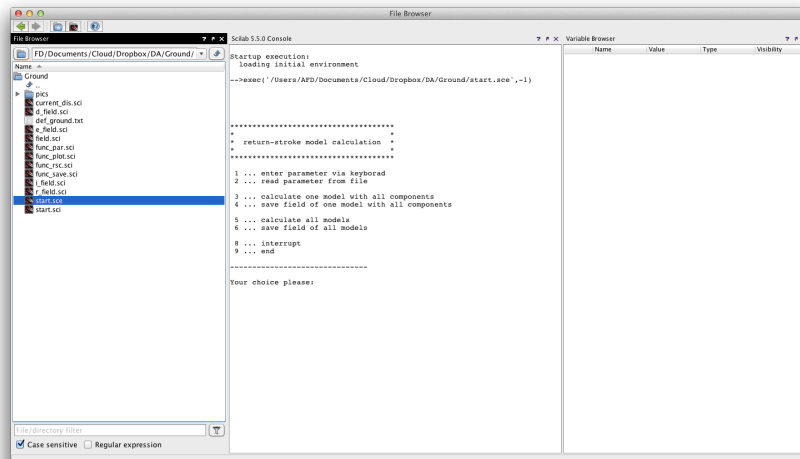 File Browser
File Browser ? ↗ ×
FD/Documents/Cloud/Dropbox/DA/Ground/
Name
Ground
..
pics
current_dis.sci
d_field.sci
def_ground.txt
e_field.sci
field.sci
func_par.sci
func_plot.sci
func_rsc.sci
func_save.sci
i_field.sci
r_field.sci
start.sce
start.sci
File/directory filter
Case sensitive Regular expression
Scilab 5.5.0 Console ? ↗ ×
Startup execution:
loading initial environment
-->exec('/Users/AFD/Documents/Cloud/Dropbox/DA/Ground/start.sce',-1)
*************************************
* *
* return-stroke model calculation *
* *
*************************************
1 ... enter parameter via keyborad
2 ... read parameter from file
3 ... calculate one model with all components
4 ... save field of one model with all components
5 ... calculate all models
6 ... save field of all models
8 ... interrupt
9 ... end
-------------------------------
Your choice please:
Variable Browser ? ↗
Name Value Type Visibility